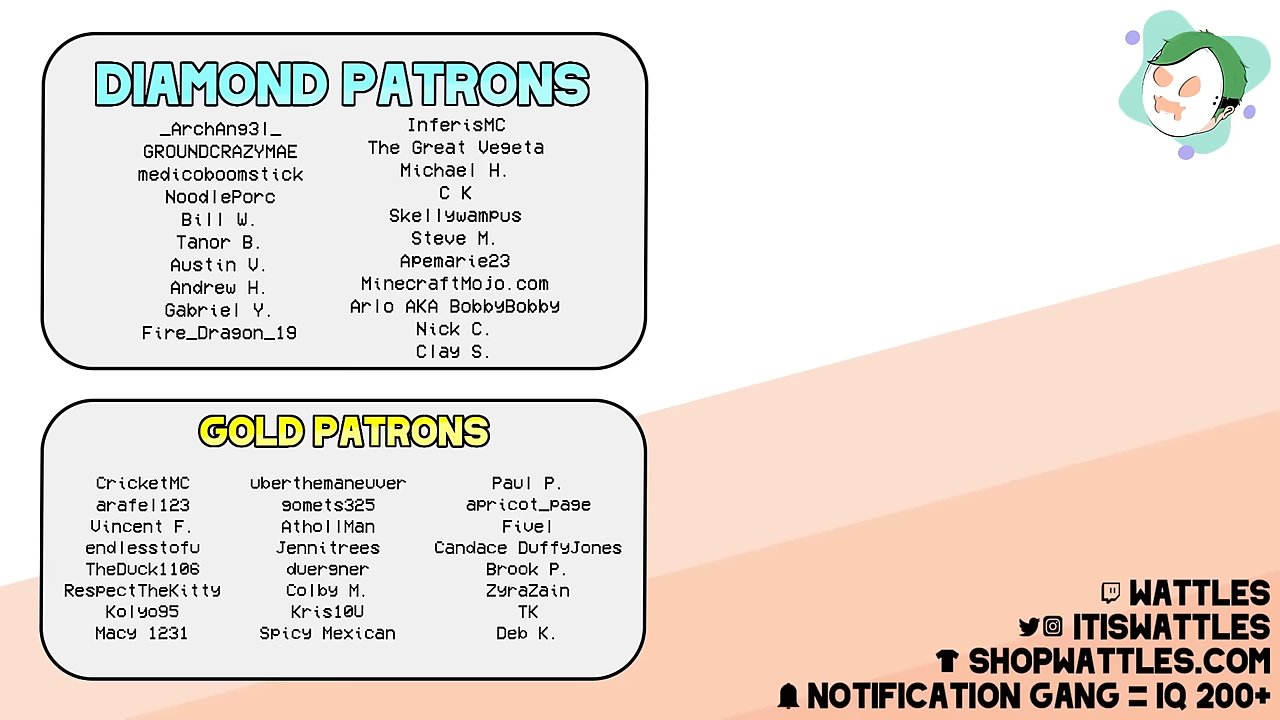 DIAMOND PATRONS
_ArchAng3l_
GROUNDCRAZYMAE
medicoboomstick
NoodlePorc
Bill W.
Tanor B.
Austin V.
Andrew H.
Gabriel Y.
Fire_Dragon_19
InferisMC
The Great Vegeta
Michael H.
C K
Skellywampus
Steve M.
Apemarie23
MinecraftMojo.com
Arlo AKA BobbyBobby
Nick C.
Clay S.
GOLD PATRONS
CricketMC
arafel123
Vincent F.
endlesstofu
TheDuck1106
RespectTheKitty
Kolyo95
Macy 1231
uberthemaneuver
gomets325
AthollMan
Jennitrees
duergner
Colby M.
Kris10U
Spicy Mexican
Paul P.
apricot_page
Fivel
Candace DuffyJones
Brook P.
ZyraZain
TK
Deb K.
WATTLES
ITISWATTLES
SHOPWATTLES.COM
NOTIFICATION GANG = IQ 200+